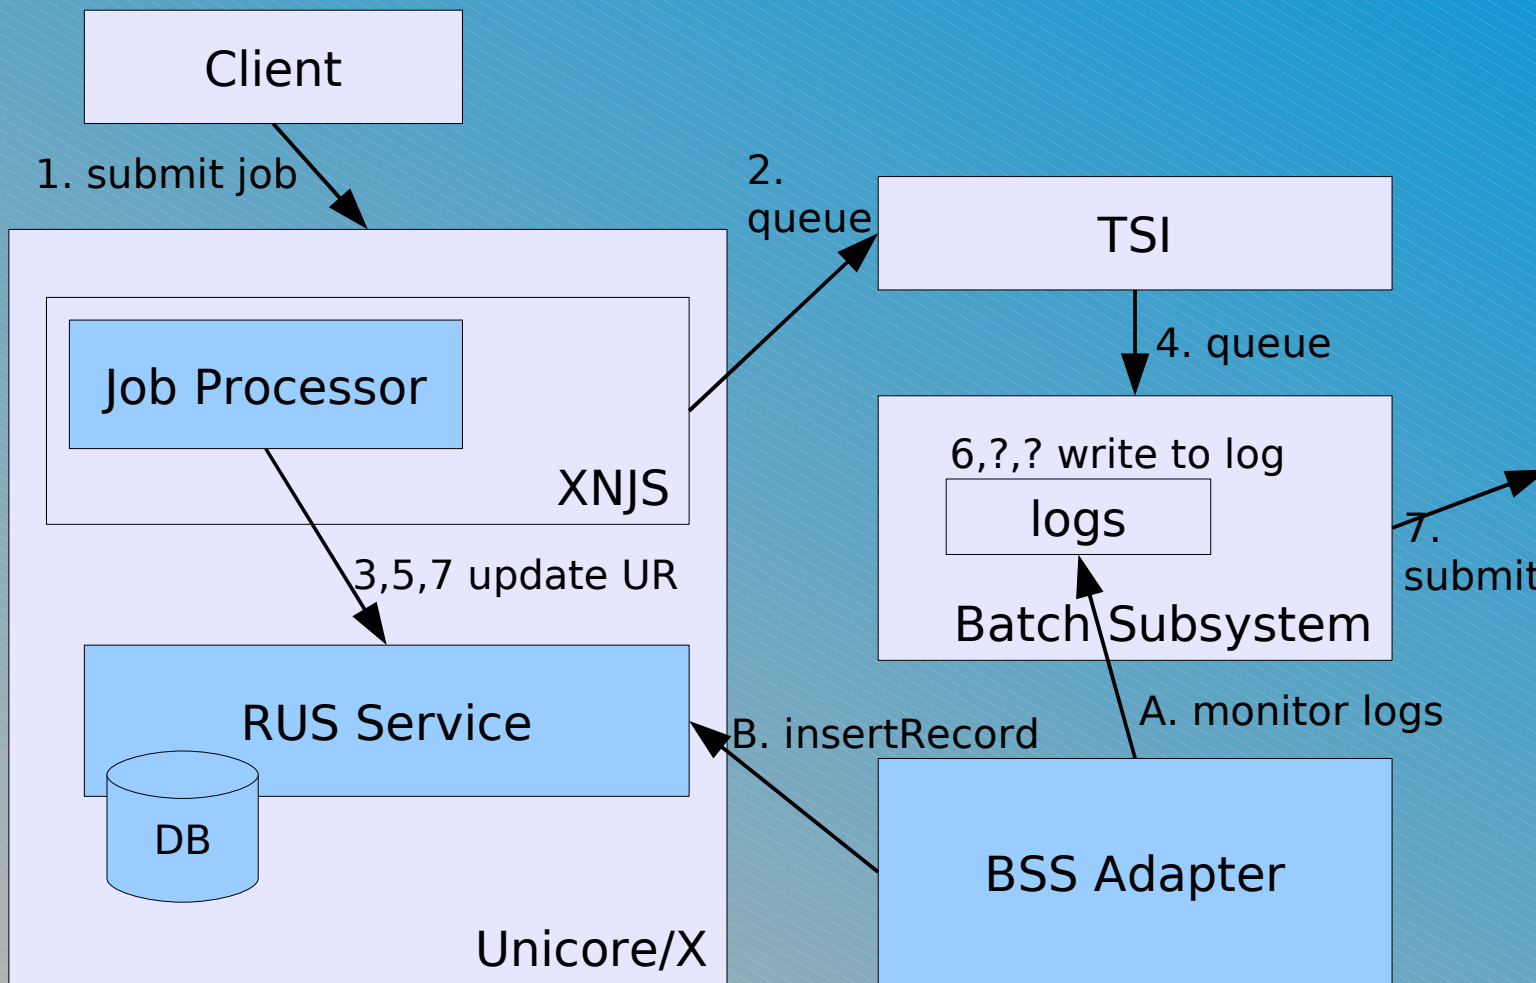 Client
1. submit job
2.
queue
TSI
4. queue
Job Processor
XNJS
6,?,? write to log
logs
7.
submit
Batch Subsystem
3,5,7 update UR
RUS Service
B. insertRecord
A. monitor logs
DB
BSS Adapter
Unicore/X